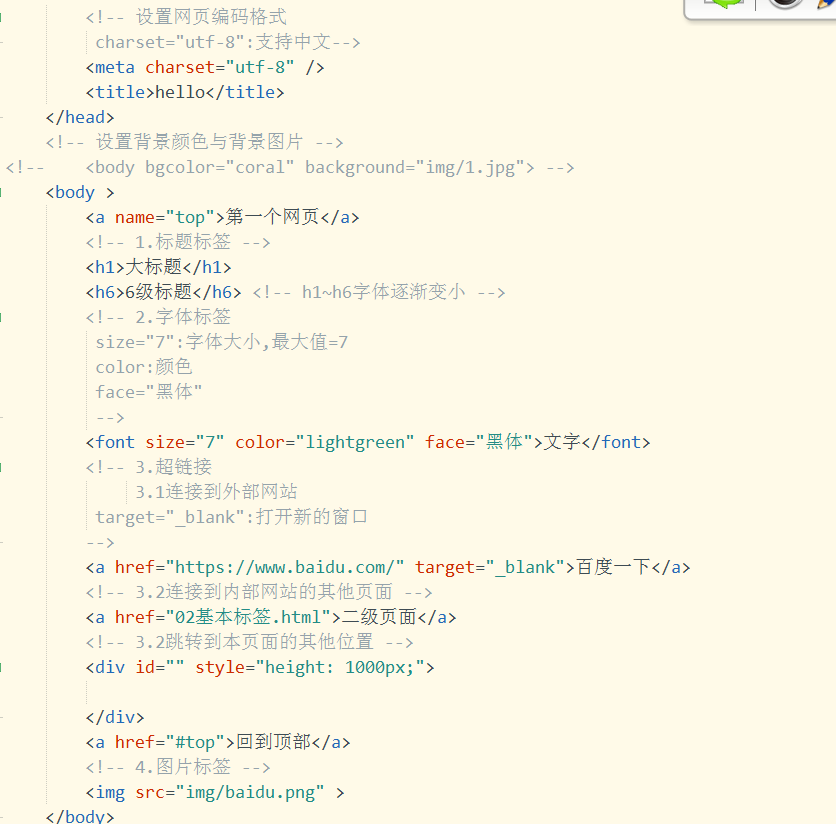 <!-- 设置网页编码格式
charset="utf-8":支持中文-->
<meta charset="utf-8" />
<title>hello</title>
</head>
<!-- 设置背景颜色与背景图片 -->
<!-- <body bgcolor="coral" background="img/1.jpg"> -->
<body >
<a name="top">第一个网页</a>
<!-- 1.标题标签 -->
<h1>大标题</h1>
<h6>6级标题</h6> <!-- h1~h6字体逐渐变小 -->
<!-- 2.字体标签
size="7":字体大小,最大值=7
color:颜色
face="黑体"
-->
<font size="7" color="lightgreen" face="黑体">文字</font>
<!-- 3.超链接
3.1连接到外部网站
target="_blank":打开新的窗口
-->
<a href="https://www.baidu.com/" target="_blank">百度一下</a>
<!-- 3.2连接到内部网站的其他页面 -->
<a href="02基本标签.html">二级页面</a>
<!-- 3.2跳转到本页面的其他位置 -->
<div id="" style="height: 1000px;">
</div>
<a href="#top">回到顶部</a>
<!-- 4.图片标签 -->
<img src="img/baidu.png" >
</body>